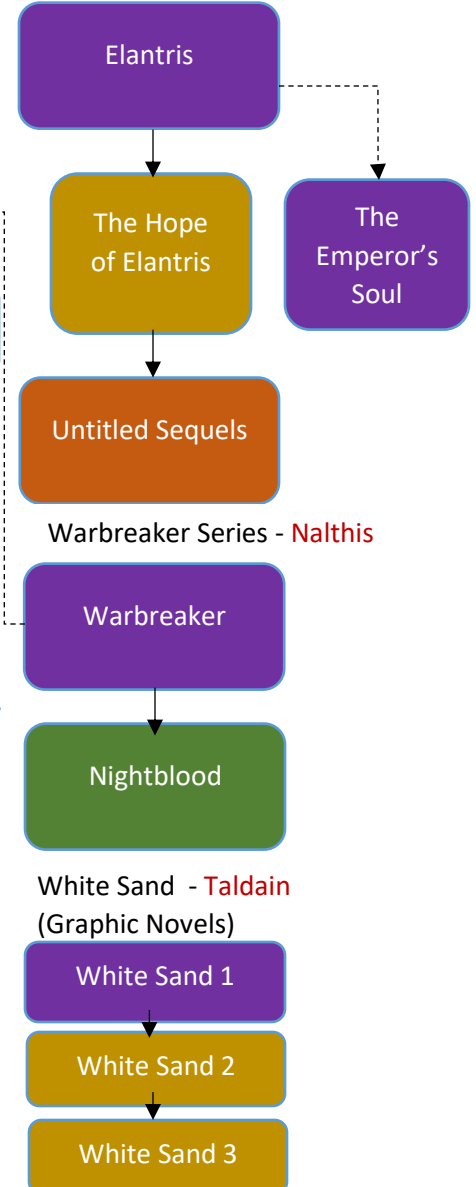 Elantris
The Hope
of Elantris
The
Emperor’s
Soul
Untitled Sequels
Warbreaker Series - Nalthis
Warbreaker
Nightblood
White Sand - Taldain
(Graphic Novels)
White Sand 1
White Sand 2
White Sand 3